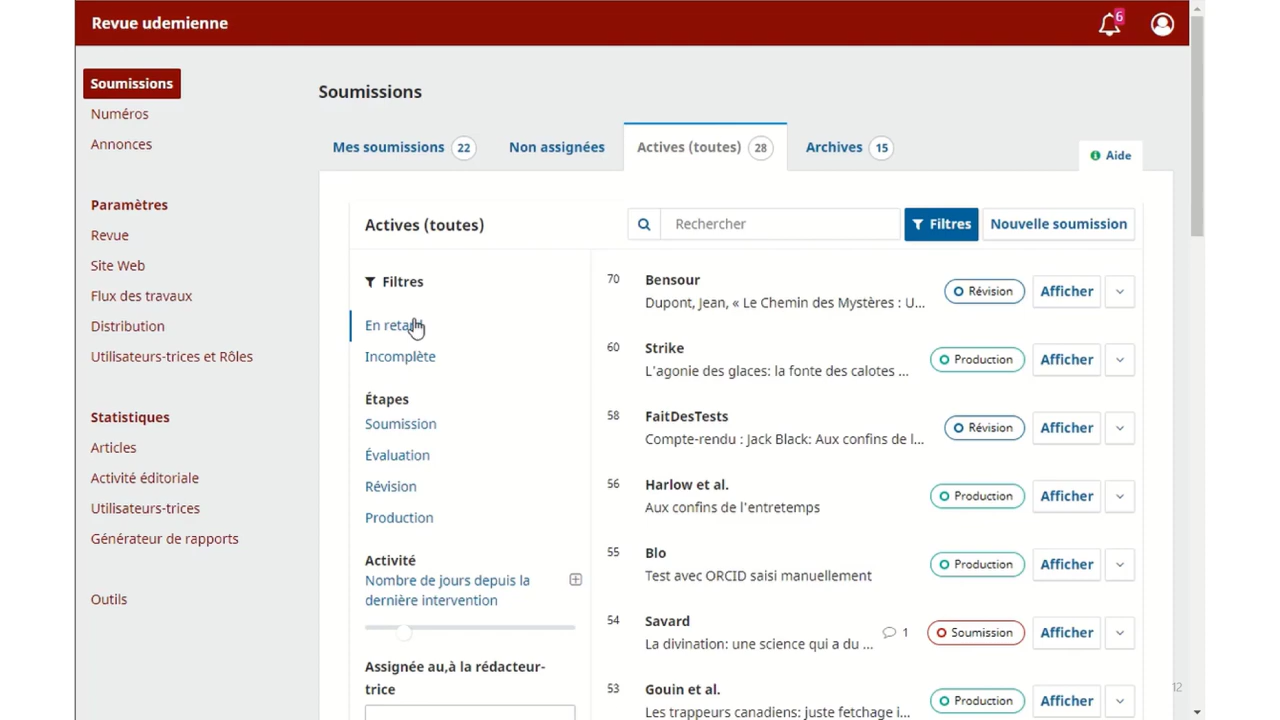 Revue udemienne
6
Soumissions
Numéros
Annonces
Paramètres
Revue
Site Web
Flux des travaux
Distribution
Utilisateurs-trices et Rôles
Statistiques
Articles
Activité éditoriale
Utilisateurs-trices
Générateur de rapports
Outils
Soumissions
Mes soumissions 22 Non assignées Actives (toutes) 28 Archives 15
Aide
Actives (toutes) Rechercher Filtres Nouvelle soumission
Filtres
En retard
Incomplète
Étapes
Soumission
Évaluation
Révision
Production
Activité
Nombre de jours depuis la
dernière intervention
Assignée au,à la rédacteur-
trice
70 Bensour Révision Afficher
Dupont, Jean, « Le Chemin des Mystères : U...
60 Strike Production Afficher
L'agonie des glaces: la fonte des calotes ...
58 FaitDesTests Révision Afficher
Compte-rendu : Jack Black: Aux confins de l...
56 Harlow et al. Production Afficher
Aux confins de l'entretemps
55 Blo Production Afficher
Test avec ORCID saisi manuellement
54 Savard 1 Soumission Afficher
La divination: une science qui a du ...
53 Gouin et al. Production Afficher
Les trappeurs canadiens: juste fetchage i...
12